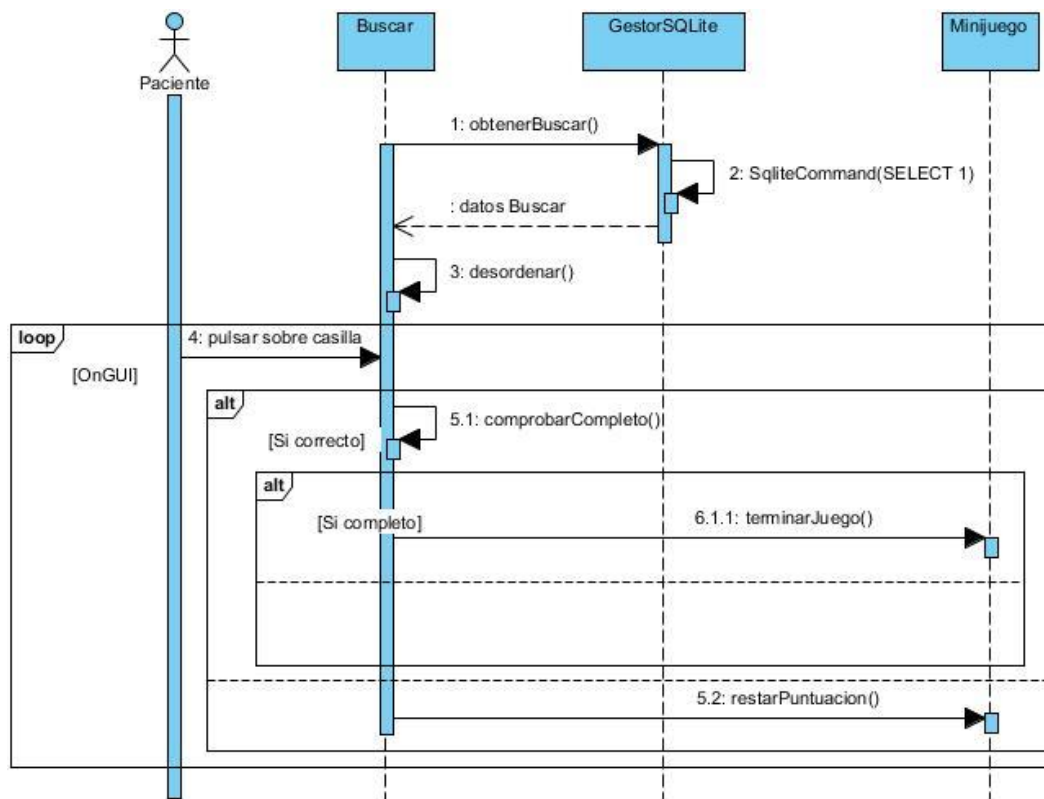 Buscar
GestorSQLite
Minijuego
Paciente
1: obtenerBuscar()
2: SqliteCommand(SELECT 1)
: datos Buscar
3: desordenar()
loop
4: pulsar sobre casilla
[OnGUI]
alt
5.1: comprobarCompleto()
[Si correcto]
alt
6.1.1: terminarJuego()
[Si completo]
5.2: restarPuntuacion()